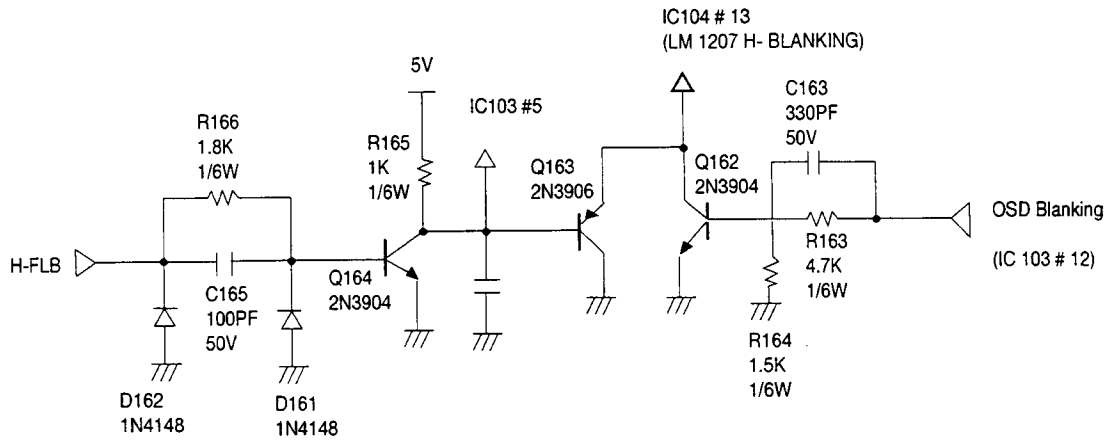 IC104 # 13
(LM 1207 H- BLANKING)
5V
IC103 #5
C163
330PF
50V
R166
1.8K
1/6W
R165
1K
1/6W
Q163
2N3906
Q162
2N3904
OSD Blanking
(IC 103 # 12)
R163
4.7K
1/6W
H-FLB
C165
100PF
50V
Q164
2N3904
R164
1.5K
1/6W
D162
1N4148
D161
1N4148